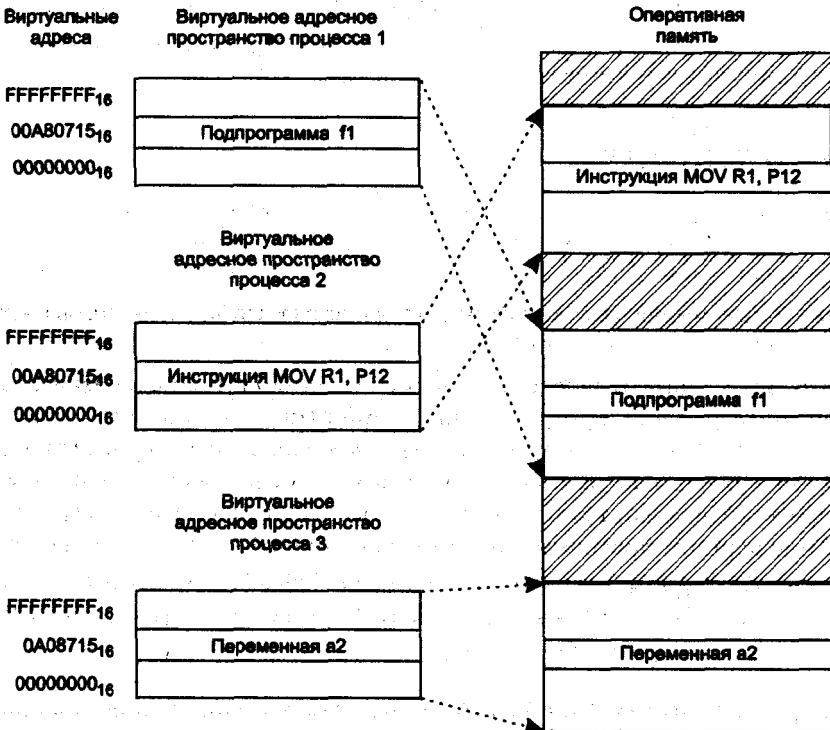 Виртуальные адреса
Виртуальное адресное пространство процесса 1
Оперативная память
FFFFFFFF₁₆
00A80715₁₆ Подпрограмма f1
00000000₁₆
Инструкция MOV R1, P12
Виртуальное адресное пространство процесса 2
FFFFFFFF₁₆
00A80715₁₆ Инструкция MOV R1, P12
00000000₁₆
Подпрограмма f1
Виртуальное адресное пространство процесса 3
FFFFFFFF₁₆
0A08715₁₆ Переменная a2
00000000₁₆
Переменная a2